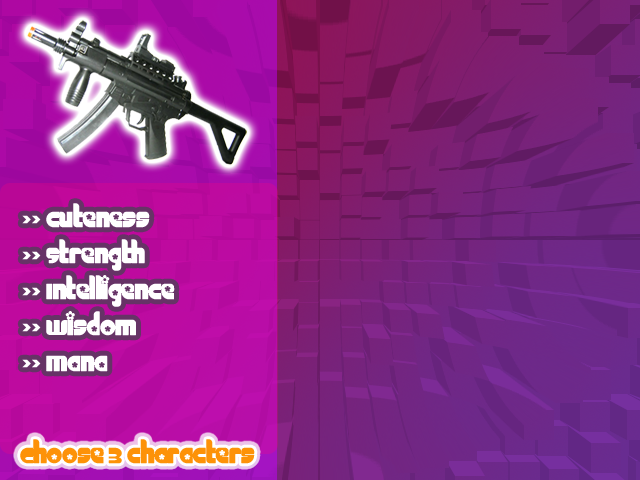 >> cuteness
>> strength
>> intelligence
>> wisdom
>> mana
choose 3 characters